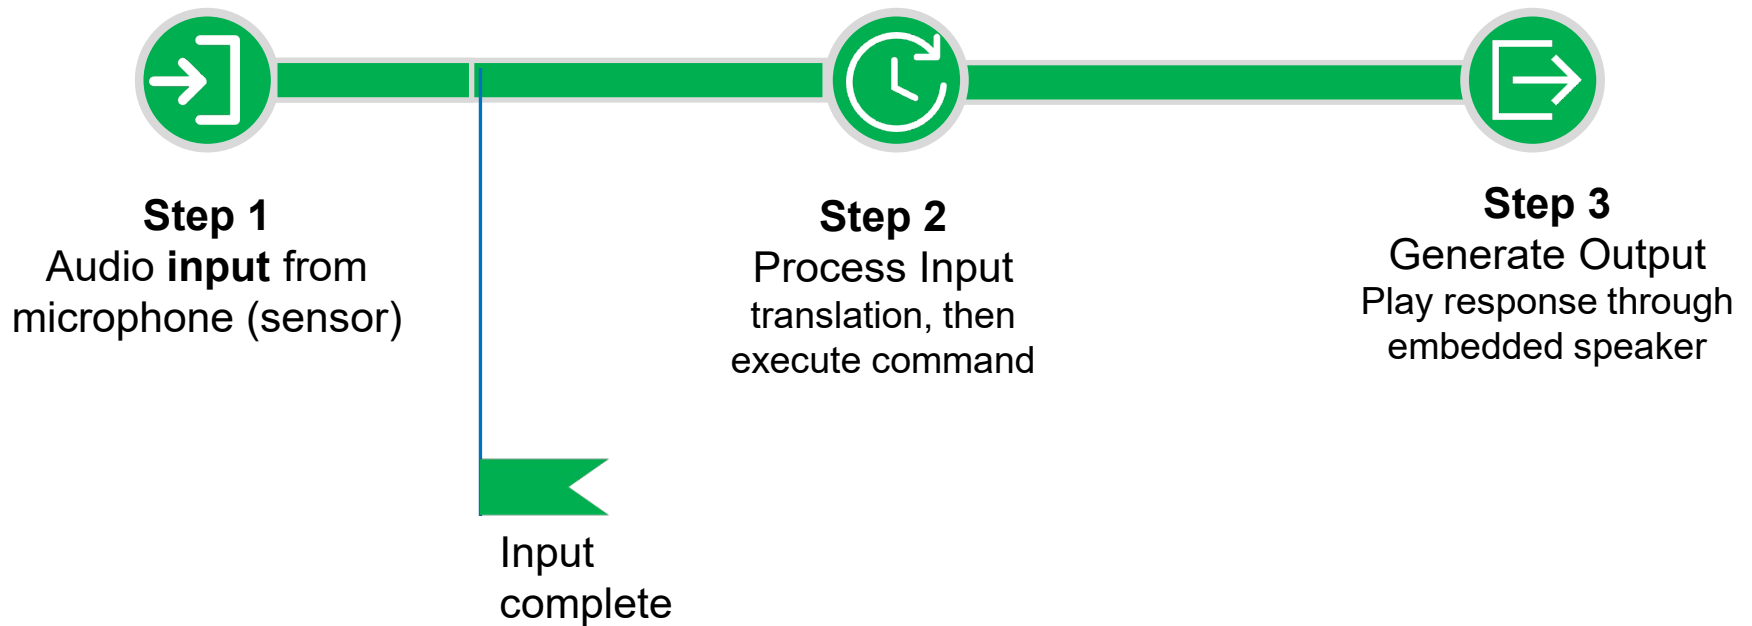 Step 1
Audio input from
microphone (sensor)
Step 2
Process Input
translation, then
execute command
Step 3
Generate Output
Play response through
embedded speaker
Input
complete